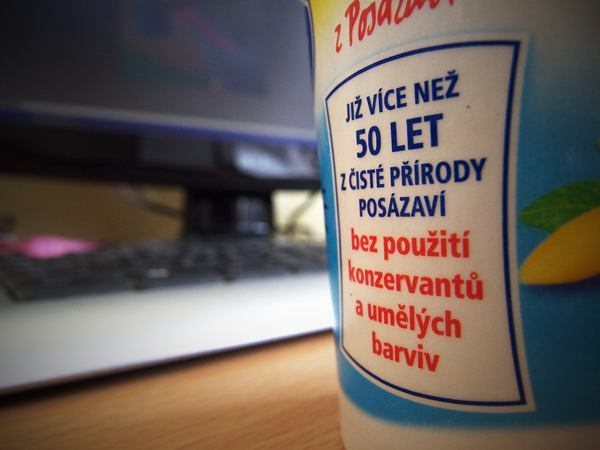 z Posázaví
JIŽ VÍCE NEŽ
50 LET
Z ČISTÉ PŘÍRODY
POSÁZAVÍ
bez použití
konzervantů
a umělých
barviv